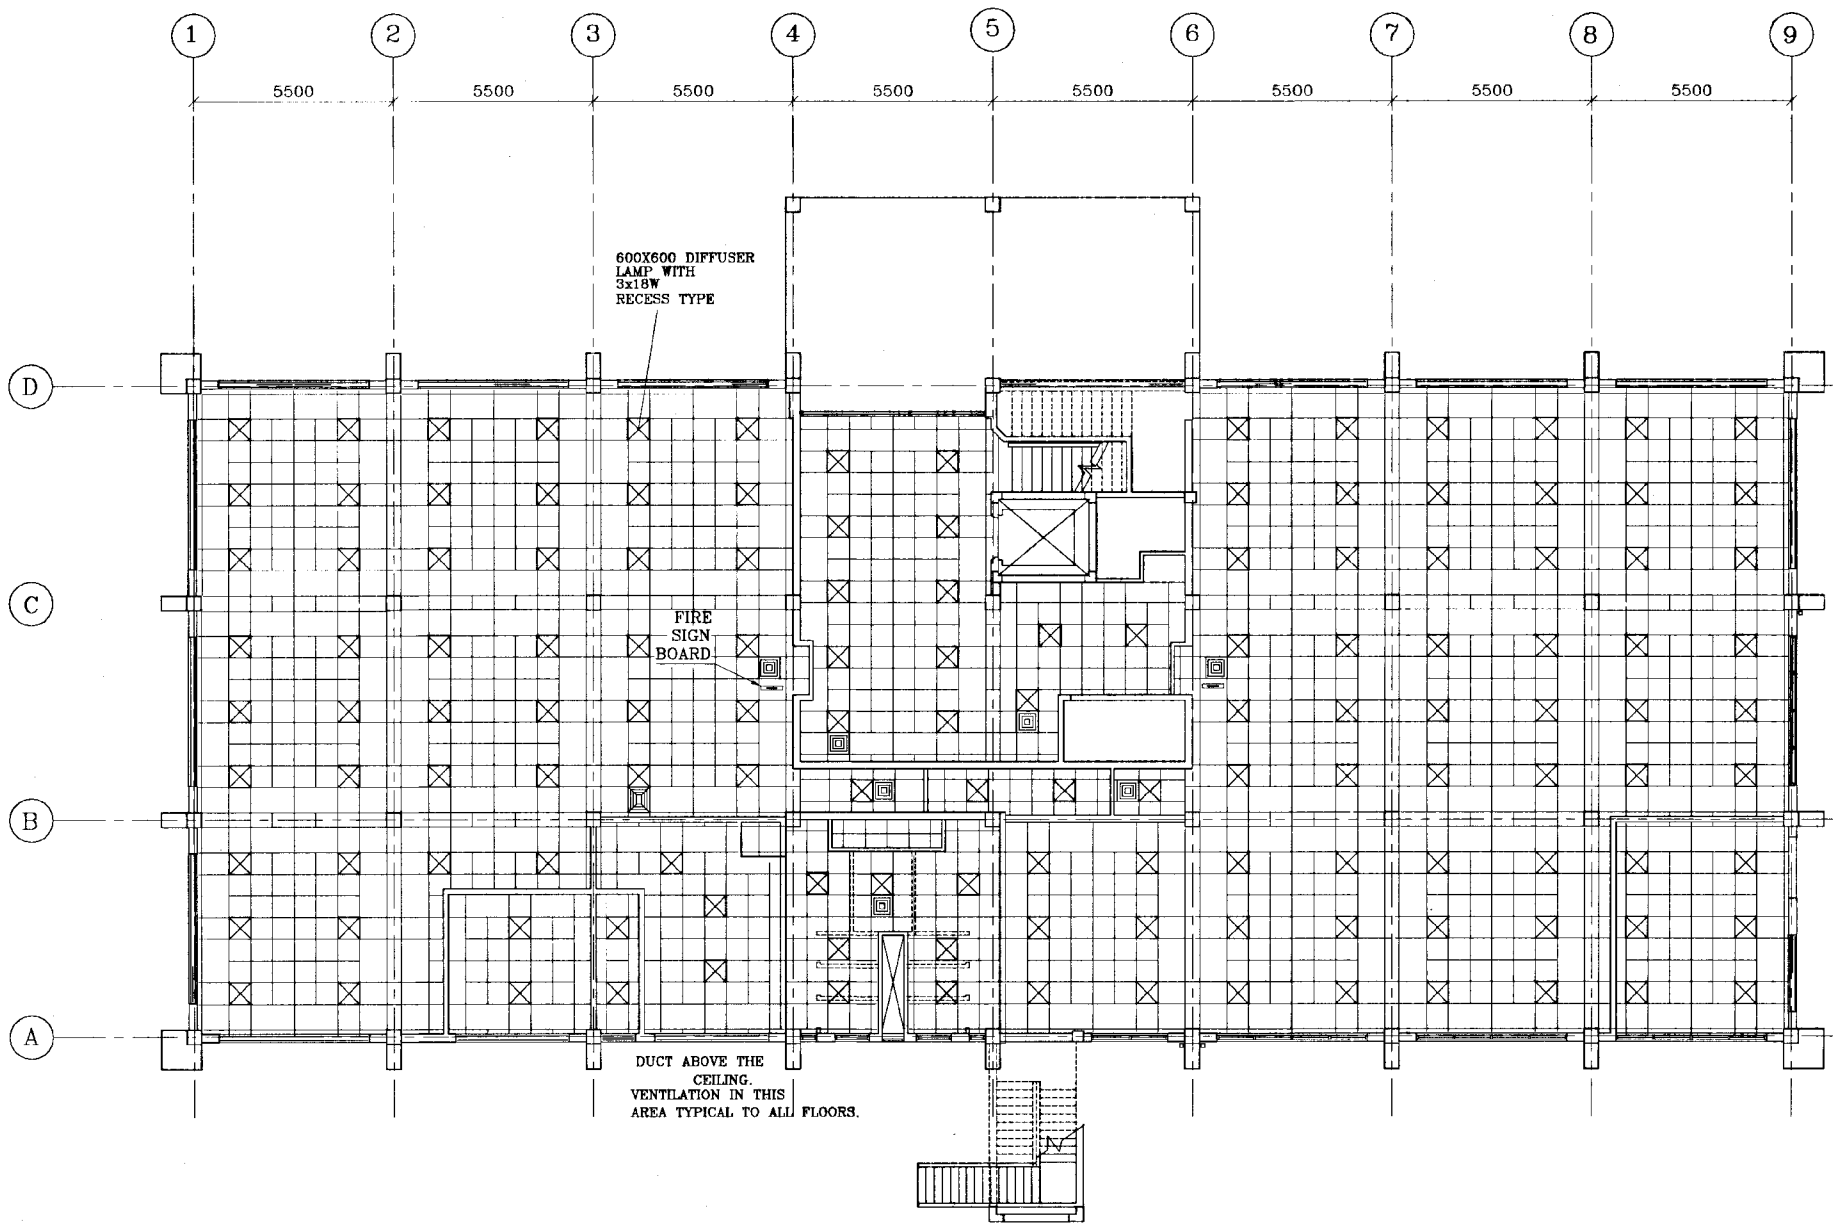 1 2 3 4 5 6 7 8 9
5500 5500 5500 5500 5500 5500 5500 5500
600X600 DIFFUSER
LAMP WITH
3x18W
RECESS TYPE
D
C
FIRE
SIGN
BOARD
B
A
DUCT ABOVE THE
CEILING.
VENTILATION IN THIS
AREA TYPICAL TO ALL FLOORS.